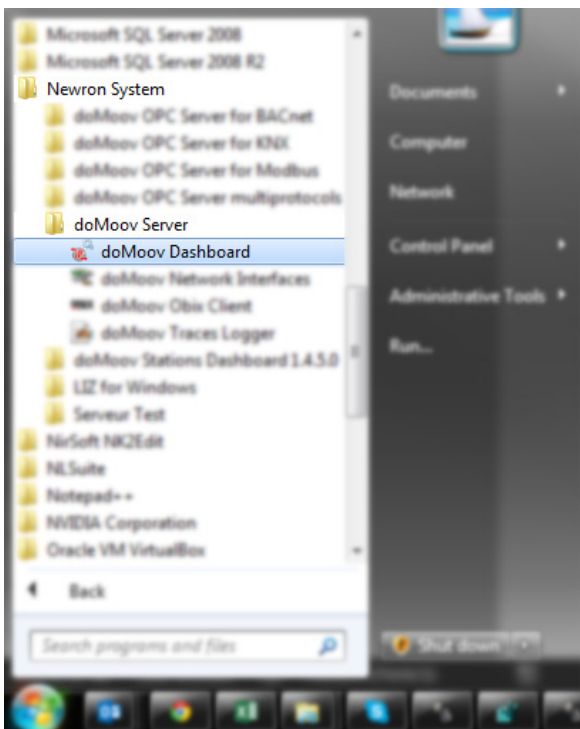 Microsoft SQL Server 2008
Microsoft SQL Server 2008 R2
Newron System
doMoov OPC Server for BACnet
doMoov OPC Server for KNX
doMoov OPC Server for Modbus
doMoov OPC Server multiprotocols
doMoov Server
doMoov Dashboard
doMoov Network Interfaces
doMoov Obix Client
doMoov Traces Logger
doMoov Stations Dashboard 1.4.5.0
LIZ for Windows
Serveur Test
NirSoft NK2Edit
NLSuite
Notepad++
NVIDIA Corporation
Oracle VM VirtualBox
Back
Search programs and files
Documents
Computer
Network
Control Panel
Administrative Tools
Run...
Shut down